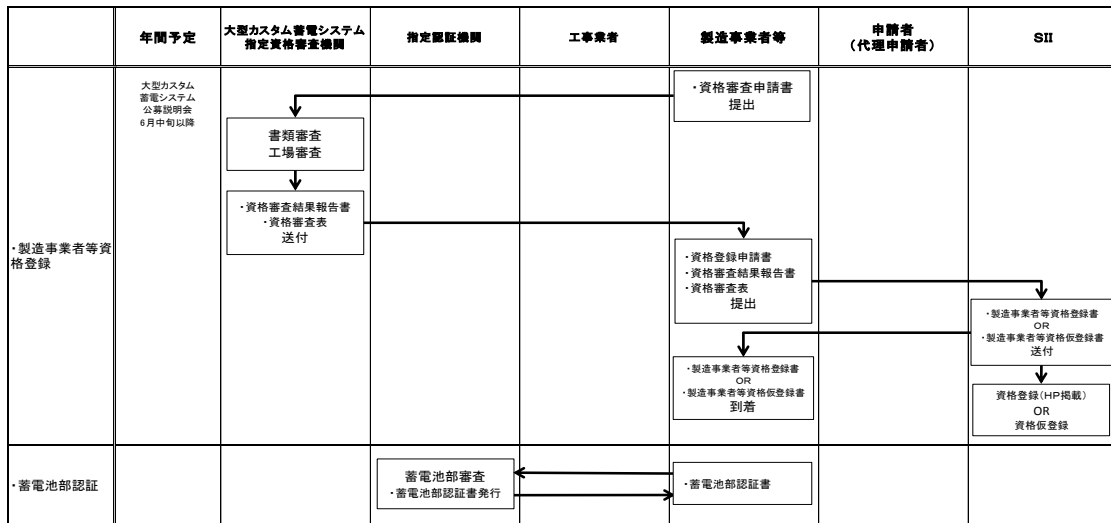 年間予定
大型カスタム蓄電システム
指定資格審査機関
指定認証機関
工事業者
製造事業者等
申請者
(代理申請者)
SII
・製造事業者等資
格登録
大型カスタム
蓄電システム
公募説明会
6月中旬以降
・資格審査申請書
提出
書類審査
工場審査
・資格審査結果報告書
・資格審査表
送付
・資格登録申請書
・資格審査結果報告書
・資格審査表
提出
・製造事業者等資格登録書
OR
・製造事業者等資格仮登録書
送付
・製造事業者等資格登録書
OR
・製造事業者等資格仮登録書
到着
資格登録(HP掲載)
OR
資格仮登録
・蓄電池部認証
蓄電池部審査
・蓄電池部認証書発行
・蓄電池部認証書